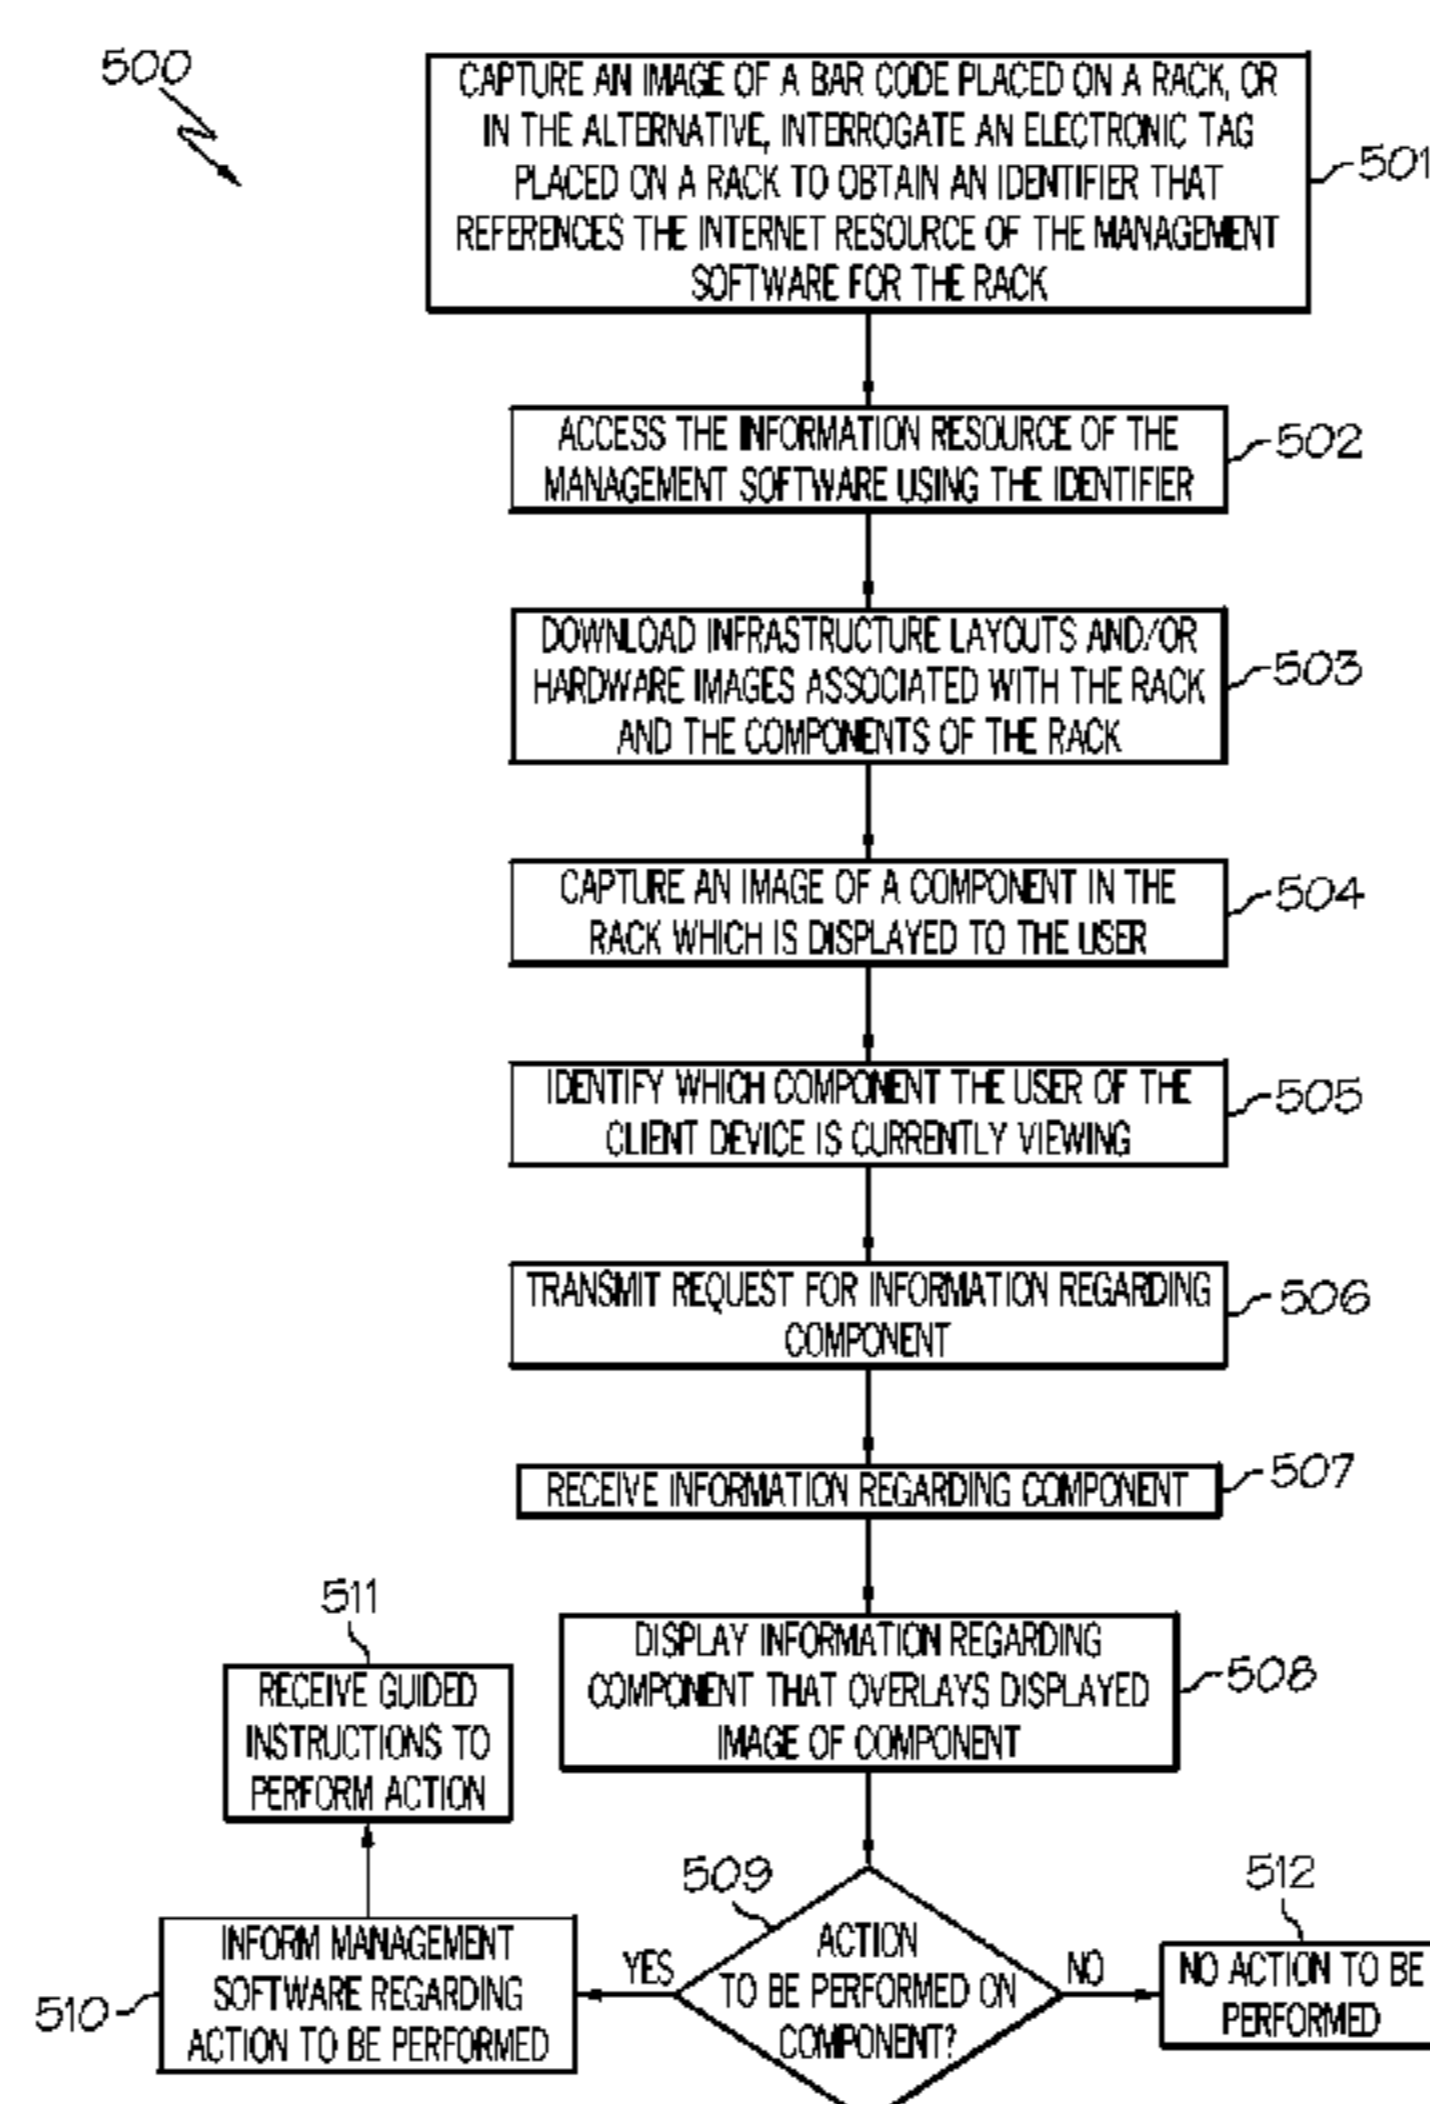 500
CAPTURE AN IMAGE OF A BAR CODE PLACED ON A RACK, OR
IN THE ALTERNATIVE, INTERROGATE AN ELECTRONIC TAG
PLACED ON A RACK TO OBTAIN AN IDENTIFIER THAT
REFERENCES THE INTERNET RESOURCE OF THE MANAGEMENT
SOFTWARE FOR THE RACK
501
ACCESS THE INFORMATION RESOURCE OF THE
MANAGEMENT SOFTWARE USING THE IDENTIFIER
502
DOWNLOAD INFRASTRUCTURE LAYOUTS AND/OR
HARDWARE IMAGES ASSOCIATED WITH THE RACK
AND THE COMPONENTS OF THE RACK
503
CAPTURE AN IMAGE OF A COMPONENT IN THE
RACK WHICH IS DISPLAYED TO THE USER
504
IDENTIFY WHICH COMPONENT THE USER OF THE
CLIENT DEVICE IS CURRENTLY VIEWING
505
TRANSMIT REQUEST FOR INFORMATION REGARDING
COMPONENT
506
RECEIVE INFORMATION REGARDING COMPONENT
507
DISPLAY INFORMATION REGARDING
COMPONENT THAT OVERLAYS DISPLAYED
IMAGE OF COMPONENT
508
509
ACTION
TO BE PERFORMED ON
COMPONENT?
YES
NO
510
INFORM MANAGEMENT
SOFTWARE REGARDING
ACTION TO BE PERFORMED
511
RECEIVE GUIDED
INSTRUCTIONS TO
PERFORM ACTION
512
NO ACTION TO BE
PERFORMED